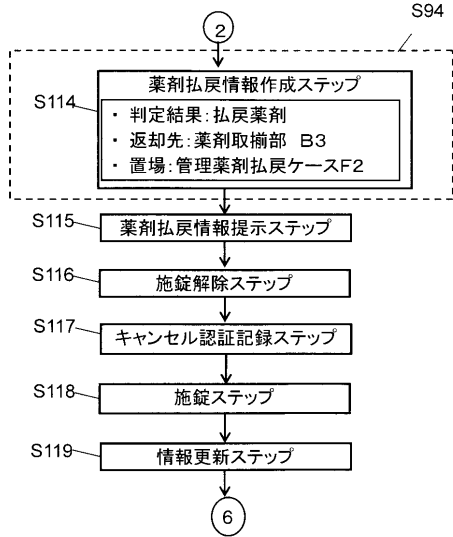 S94
2
S114
薬剤払戻情報作成ステップ
・ 判定結果:払戻薬剤
・ 返却先:薬剤取揃部 B3
・ 置場:管理薬剤払戻ケースF2
S115
薬剤払戻情報提示ステップ
S116
施錠解除ステップ
S117
キャンセル認証記録ステップ
S118
施錠ステップ
S119
情報更新ステップ
6